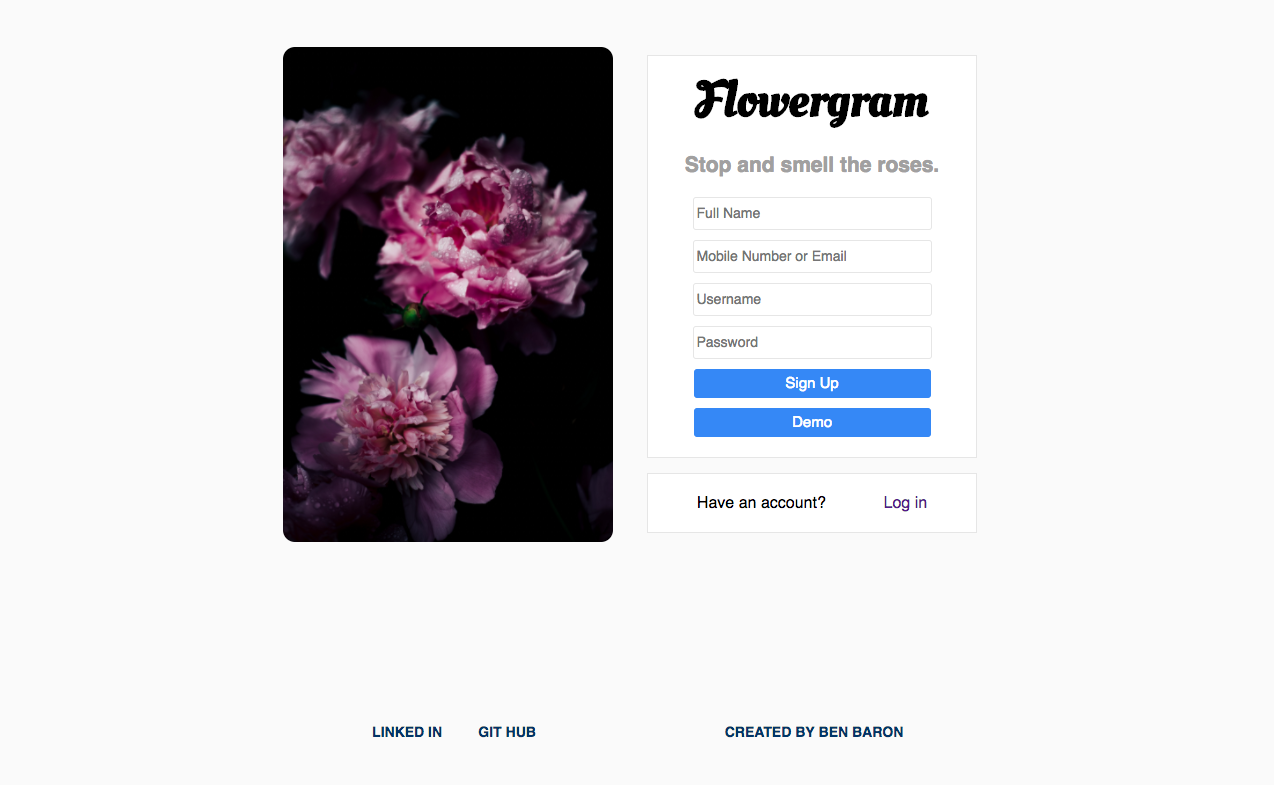 Flowergram
Stop and smell the roses.
Full Name
Mobile Number or Email
Username
Password
Sign Up
Demo
Have an account? Log in
LINKED IN GIT HUB CREATED BY BEN BARON